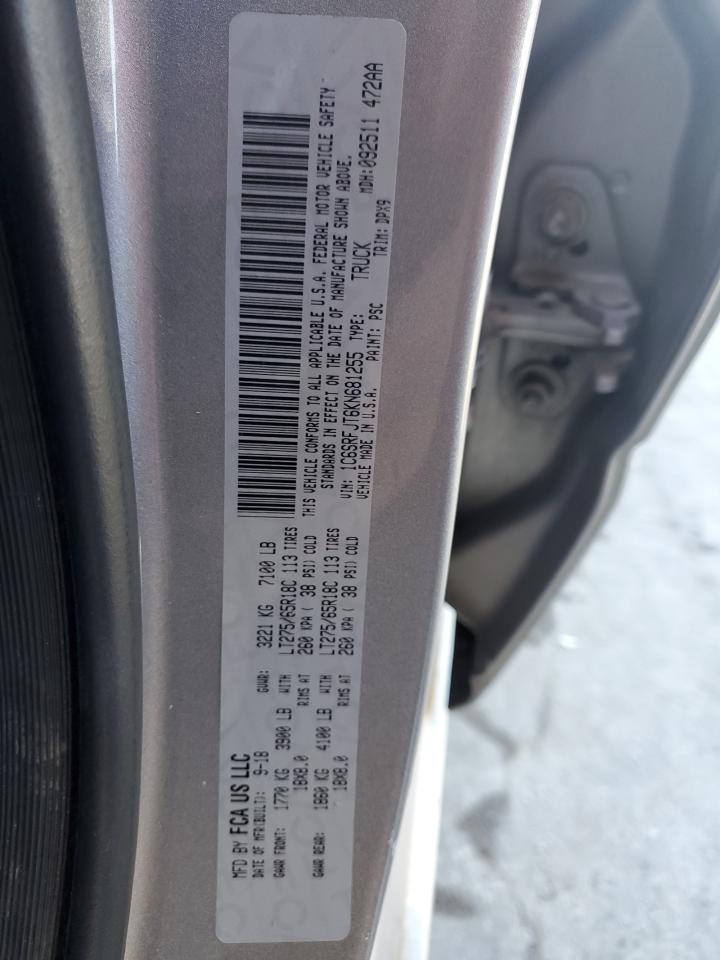 MFD BY FCA US LLC
DATE OF MFR(BUILT): 9-18 GVWR: 3221 KG 7100 LB
GAWR FRONT: 1770 KG 3900 LB WITH LT275/65R18C 113 TIRES
18X8.0 RIMS AT 260 KPA ( 38 PSI) COLD
GAWR REAR: 1860 KG 4100 LB WITH LT275/65R18C 113 TIRES
18X8.0 RIMS AT 260 KPA ( 38 PSI) COLD
THIS VEHICLE CONFORMS TO ALL APPLICABLE U.S.A. FEDERAL MOTOR VEHICLE SAFETY
STANDARDS IN EFFECT ON THE DATE OF MANUFACTURE SHOWN ABOVE.
VIN: 1C6SRFJT6KN681255 TYPE: TRUCK MDH:092511 472AA
VEHICLE MADE IN U.S.A. PAINT: PSC TRIM: DPX9